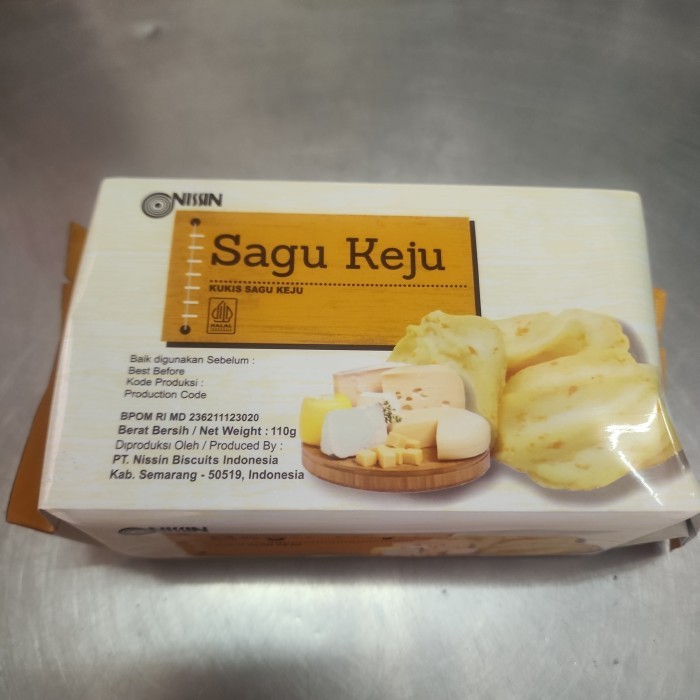 NISSIN
Sagu Keju
KUKIS SAGU KEJU
HALAL
Baik digunakan Sebelum :
Best Before
Kode Produksi :
Production Code
BPOM RI MD 236211123020
Berat Bersih / Net Weight : 110g
Diproduksi Oleh / Produced By :
PT. Nissin Biscuits Indonesia
Kab. Semarang - 50519, Indonesia
NISSIN